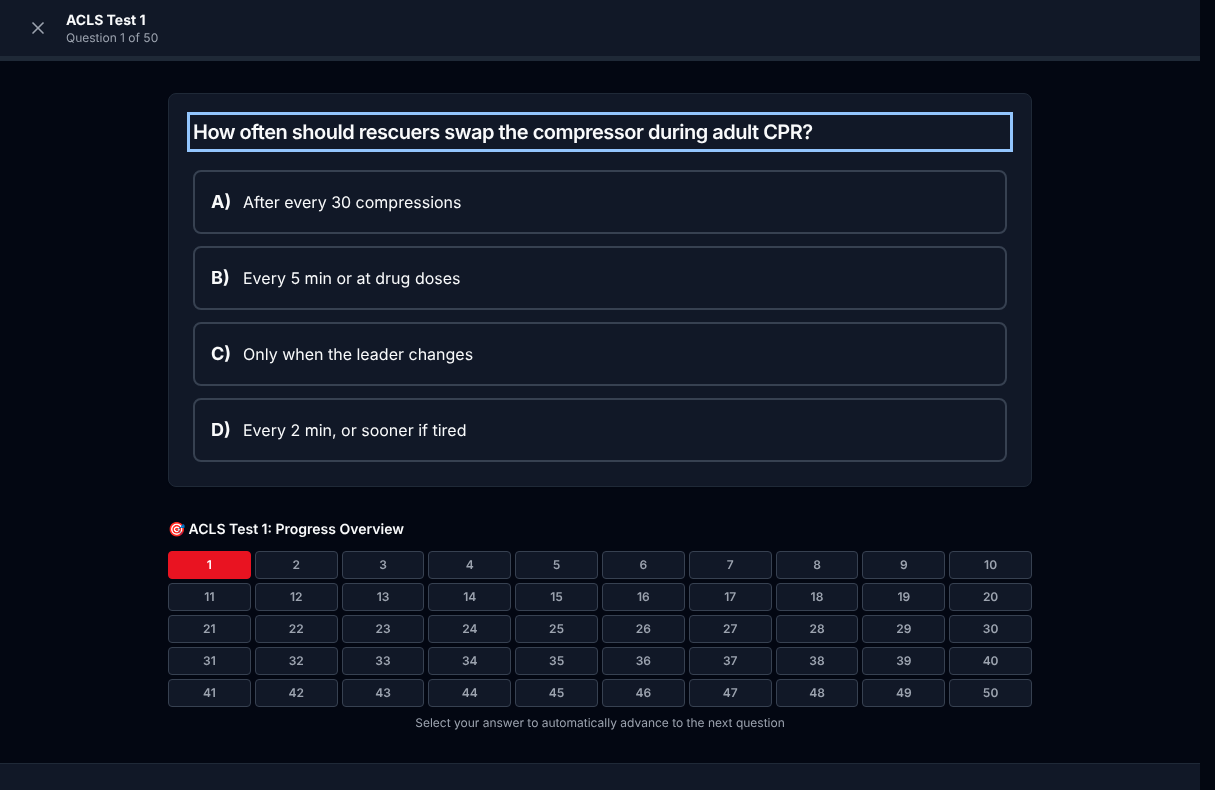 ACLS Test 1
Question 1 of 50
How often should rescuers swap the compressor during adult CPR?
A) After every 30 compressions
B) Every 5 min or at drug doses
C) Only when the leader changes
D) Every 2 min, or sooner if tired
🎯 ACLS Test 1: Progress Overview
1 2 3 4 5 6 7 8 9 10
11 12 13 14 15 16 17 18 19 20
21 22 23 24 25 26 27 28 29 30
31 32 33 34 35 36 37 38 39 40
41 42 43 44 45 46 47 48 49 50
Select your answer to automatically advance to the next question